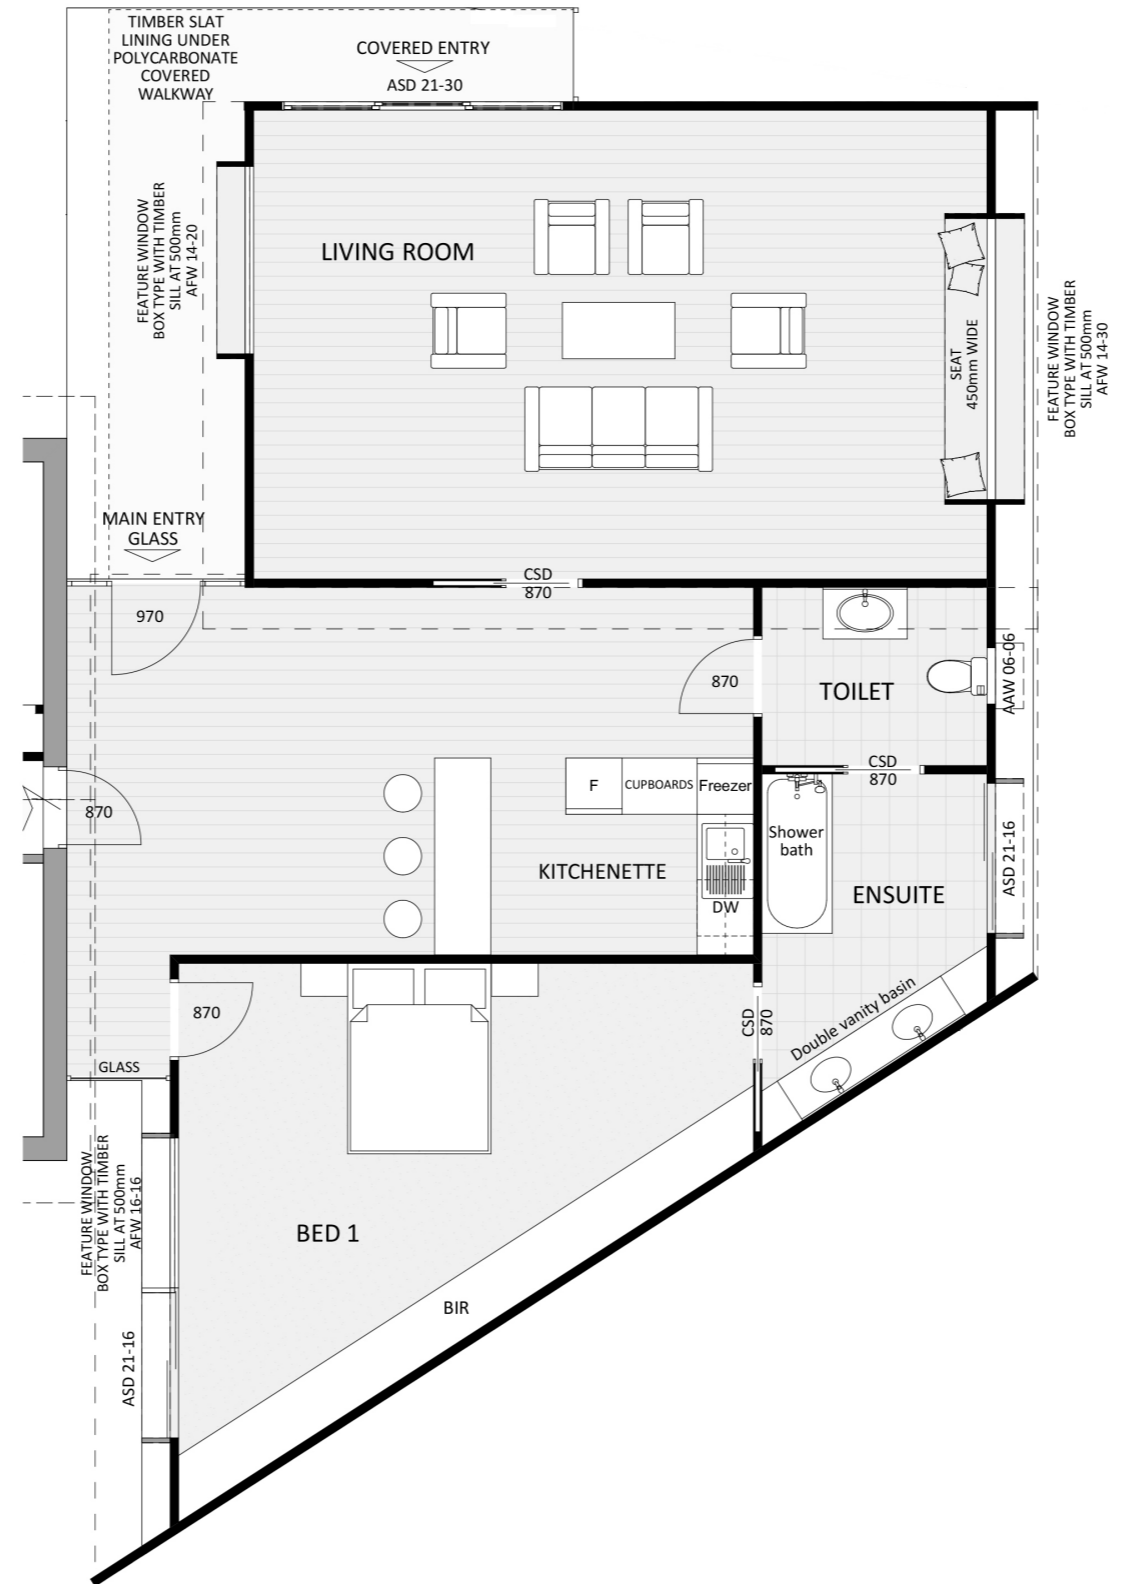 TIMBER SLAT
LINING UNDER
POLYCARBONATE
COVERED
WALKWAY
COVERED ENTRY
ASD 21-30
FEATURE WINDOW
BOX TYPE WITH TIMBER
SILL AT 500mm
AFW 14-20
LIVING ROOM
SEAT
450mm WIDE
FEATURE WINDOW
BOX TYPE WITH TIMBER
SILL AT 500mm
AFW 14-30
MAIN ENTRY
GLASS
970
CSD
870
870
TOILET
AAW 06-06
CSD
870
870
F
CUPBOARDS
Freezer
KITCHENETTE
DW
Shower
bath
ENSUITE
ASD 21-16
870
CSD
870
Double vanity basin
GLASS
FEATURE WINDOW
BOX TYPE WITH TIMBER
SILL AT 500mm
AFW 16-16
BED 1
BIR
ASD 21-16